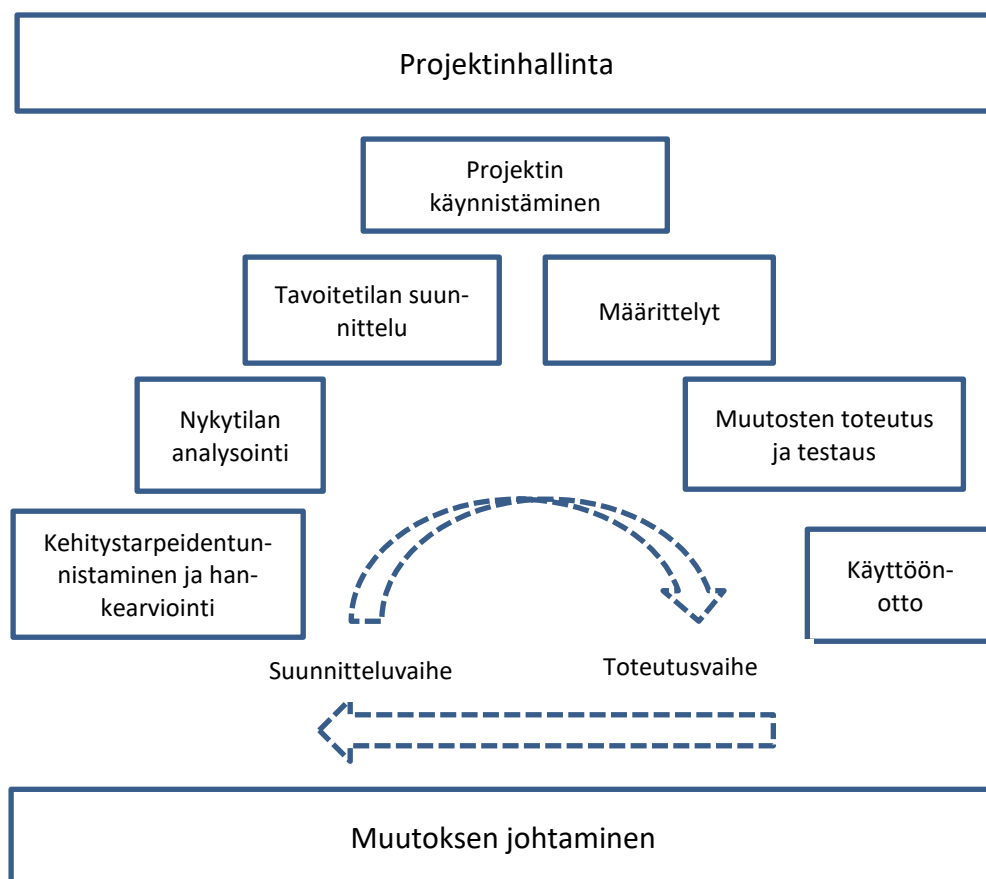 Projektinhallinta
Projektin
käynnistäminen
Tavoitetilan suun-
nittelu
Määrittelyt
Nykytilan
analysointi
Muutosten toteutus
ja testaus
Kehitystarpeidentun-
nistaminen ja han-
kearviointi
Käyttöön-
otto
Suunnitteluvaihe
Toteutusvaihe
Muutoksen johtaminen